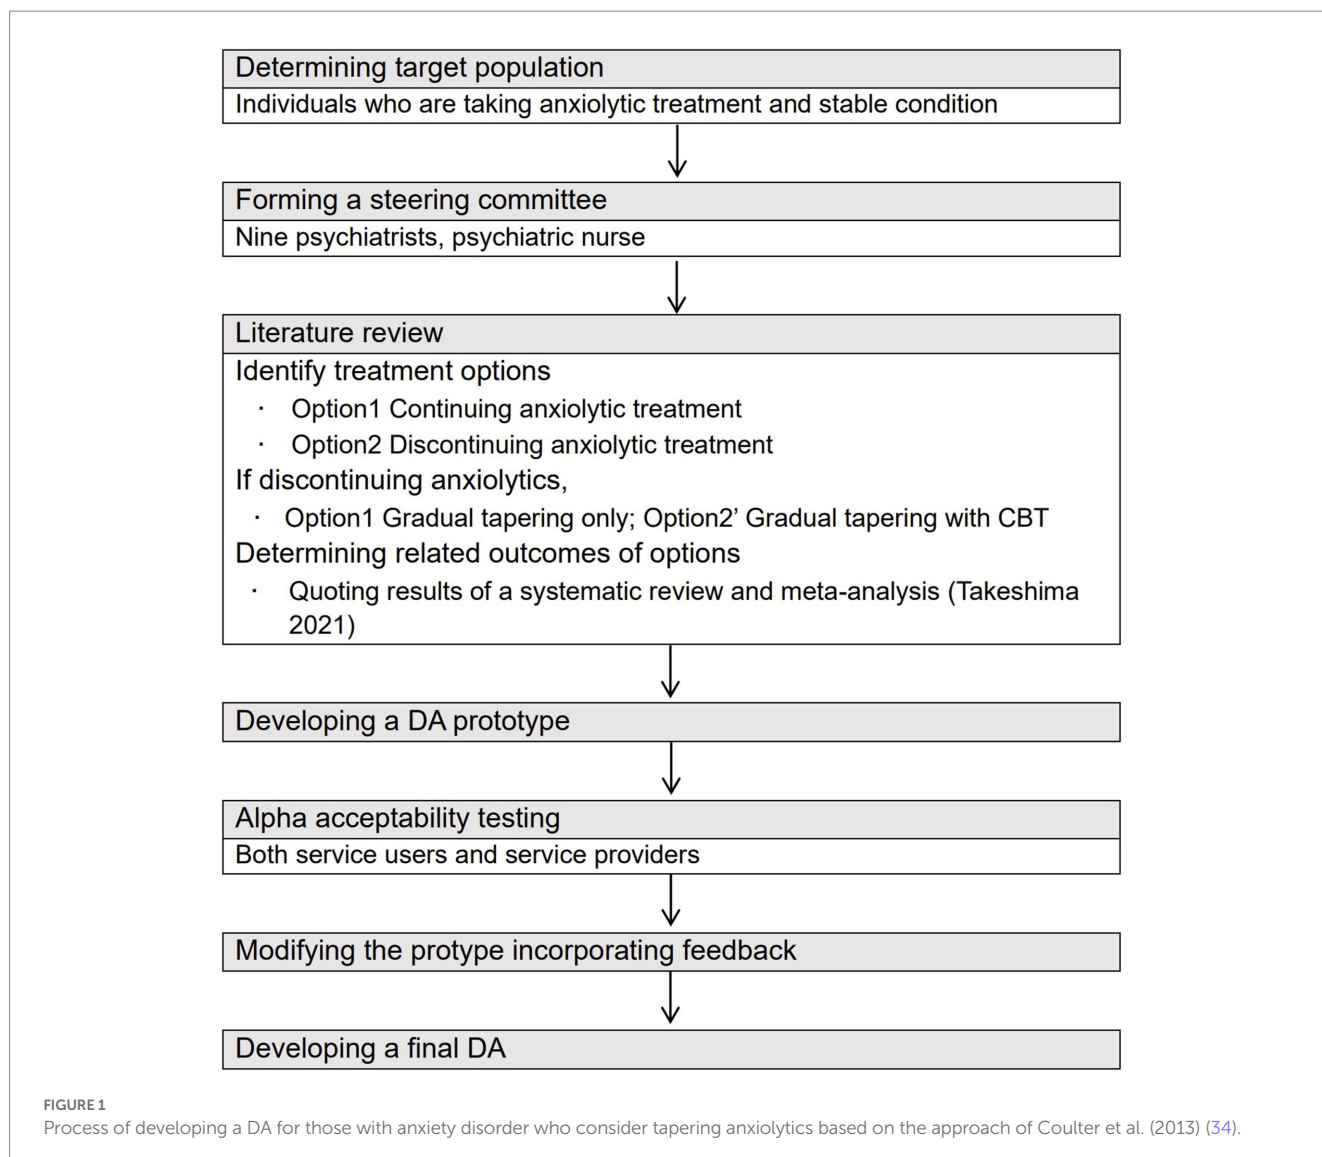 Determining target population
Individuals who are taking anxiolytic treatment and stable condition
Forming a steering committee
Nine psychiatrists, psychiatric nurse
Literature review
Identify treatment options
· Option1 Continuing anxiolytic treatment
· Option2 Discontinuing anxiolytic treatment
If discontinuing anxiolytics,
· Option1 Gradual tapering only; Option2’ Gradual tapering with CBT
Determining related outcomes of options
· Quoting results of a systematic review and meta-analysis (Takeshima
2021)
Developing a DA prototype
Alpha acceptability testing
Both service users and service providers
Modifying the protype incorporating feedback
Developing a final DA
FIGURE 1
Process of developing a DA for those with anxiety disorder who consider tapering anxiolytics based on the approach of Coulter et al. (2013) (34).